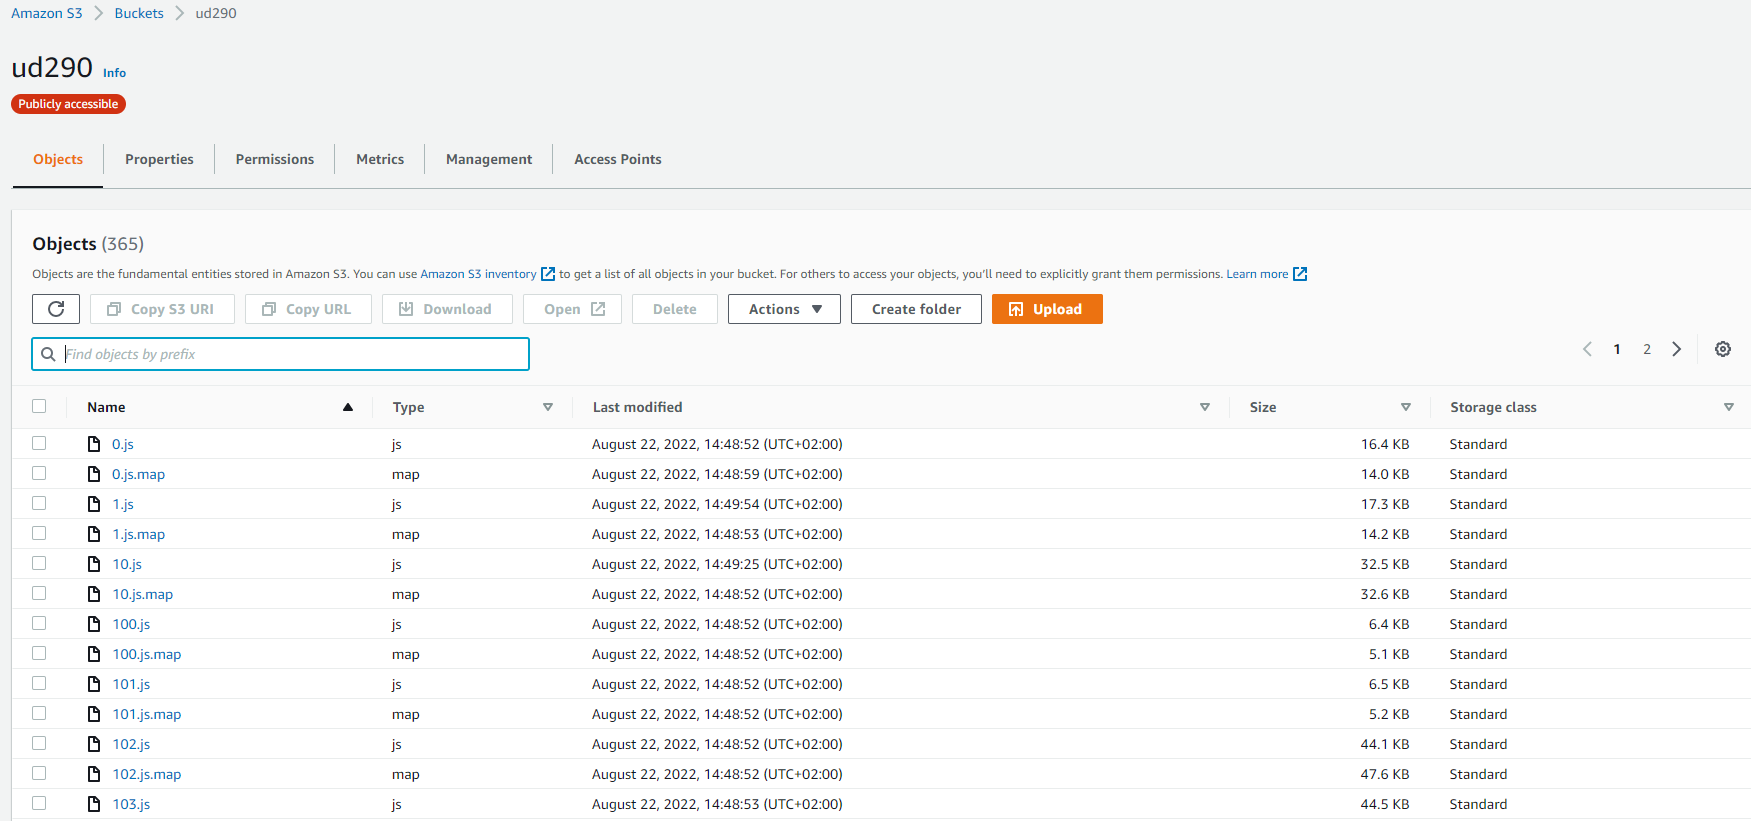 Amazon S3 > Buckets > ud290
ud290 Info
Publicly accessible
Objects Properties Permissions Metrics Management Access Points
Objects (365)
Objects are the fundamental entities stored in Amazon S3. You can use Amazon S3 inventory to get a list of all objects in your bucket. For others to access your objects, you'll need to explicitly grant them permissions. Learn more
Copy S3 URI Copy URL Download Open Delete Actions Create folder Upload
Find objects by prefix
1 2
Name Type Last modified Size Storage class
0.js js August 22, 2022, 14:48:52 (UTC+02:00) 16.4 KB Standard
0.js.map map August 22, 2022, 14:48:59 (UTC+02:00) 14.0 KB Standard
1.js js August 22, 2022, 14:49:54 (UTC+02:00) 17.3 KB Standard
1.js.map map August 22, 2022, 14:48:53 (UTC+02:00) 14.2 KB Standard
10.js js August 22, 2022, 14:49:25 (UTC+02:00) 32.5 KB Standard
10.js.map map August 22, 2022, 14:48:52 (UTC+02:00) 32.6 KB Standard
100.js js August 22, 2022, 14:48:52 (UTC+02:00) 6.4 KB Standard
100.js.map map August 22, 2022, 14:48:52 (UTC+02:00) 5.1 KB Standard
101.js js August 22, 2022, 14:48:52 (UTC+02:00) 6.5 KB Standard
101.js.map map August 22, 2022, 14:48:52 (UTC+02:00) 5.2 KB Standard
102.js js August 22, 2022, 14:48:52 (UTC+02:00) 44.1 KB Standard
102.js.map map August 22, 2022, 14:48:52 (UTC+02:00) 47.6 KB Standard
103.js js August 22, 2022, 14:48:53 (UTC+02:00) 44.5 KB Standard